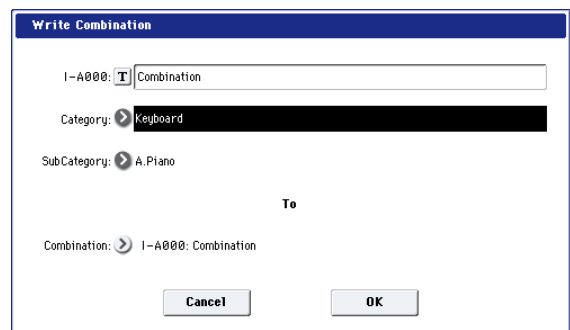 Write Combination
I-A000: T Combination
Category: Keyboard
SubCategory: A.Piano
To
Combination: I-A000: Combination
Cancel OK